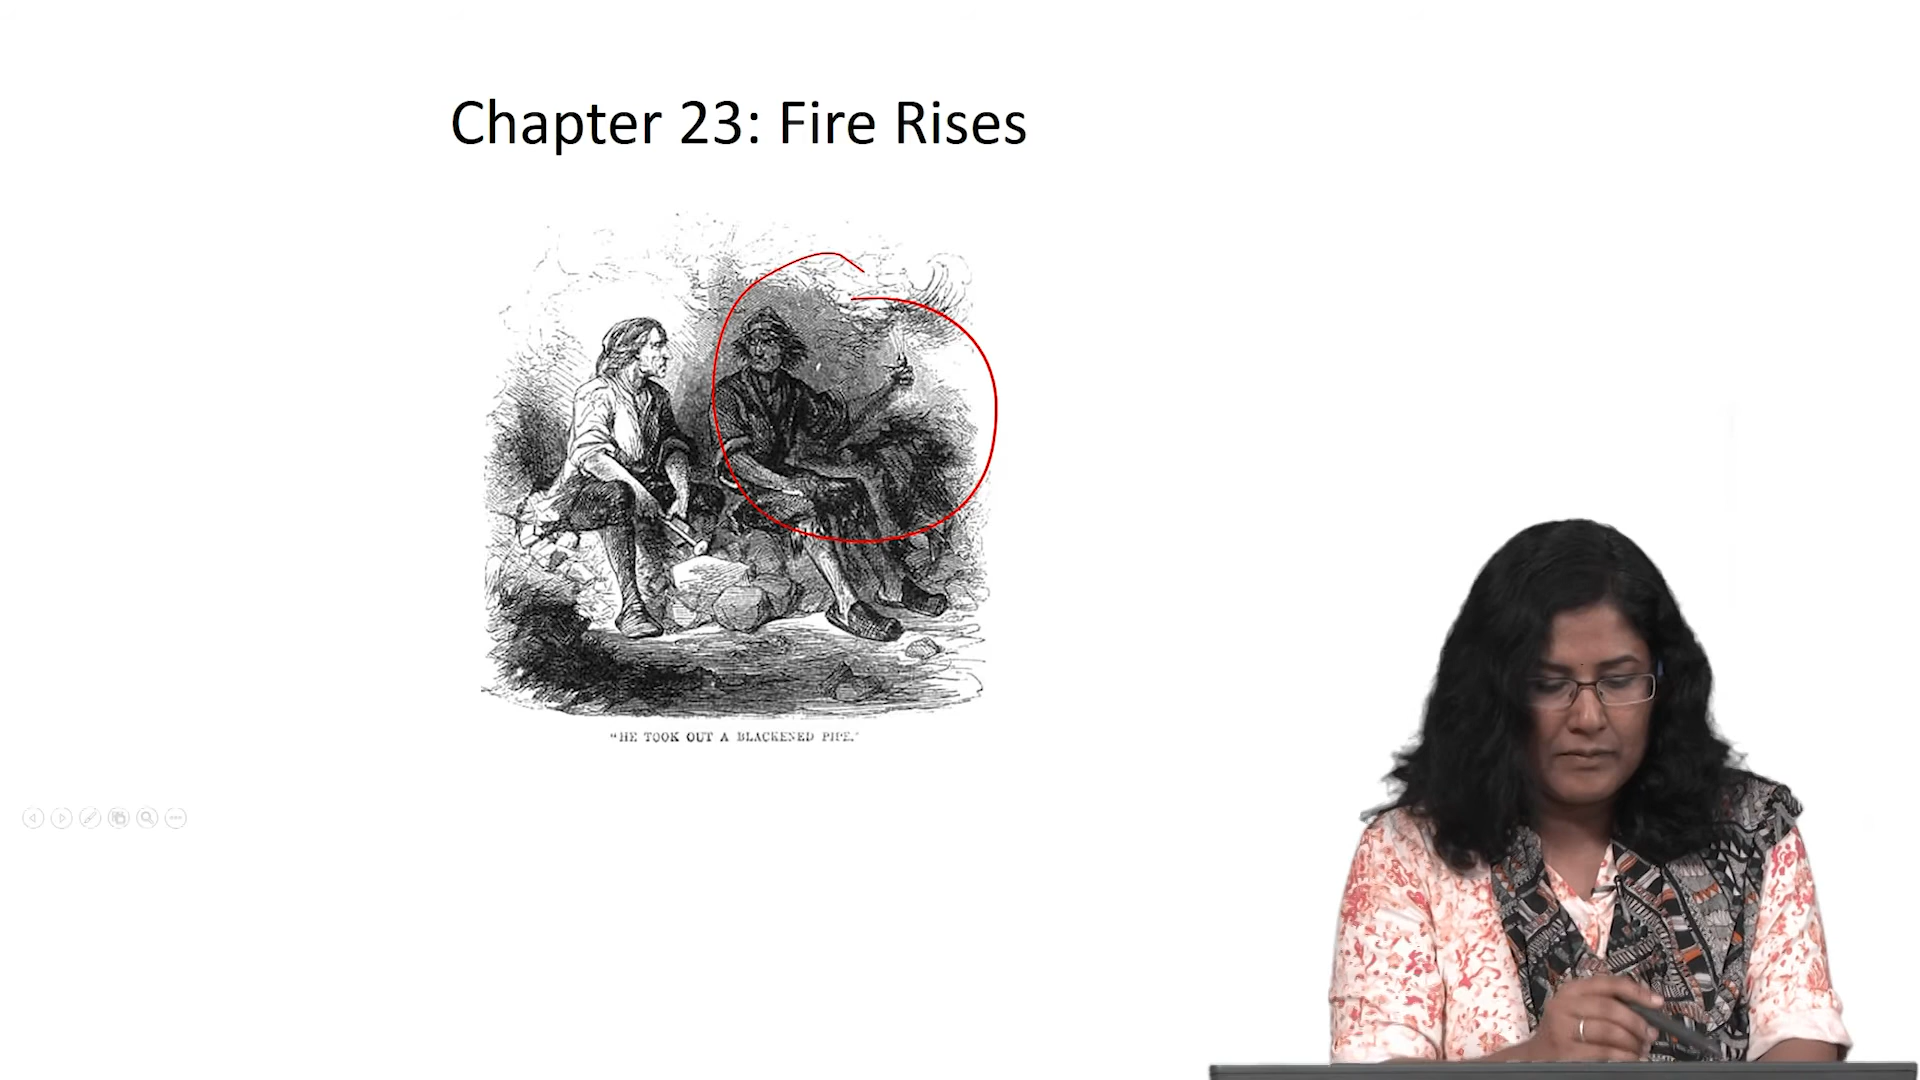 Chapter 23: Fire Rises
"HE TOOK OUT A BLACKENED PIPE."